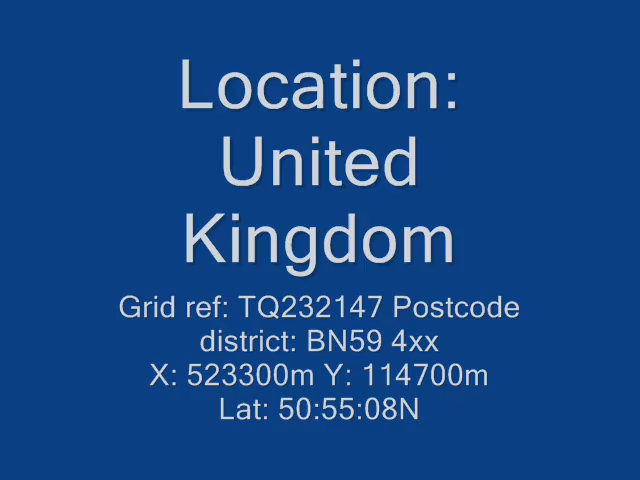 Location:
United
Kingdom
Grid ref: TQ232147 Postcode
district: BN59 4xx
X: 523300m Y: 114700m
Lat: 50:55:08N